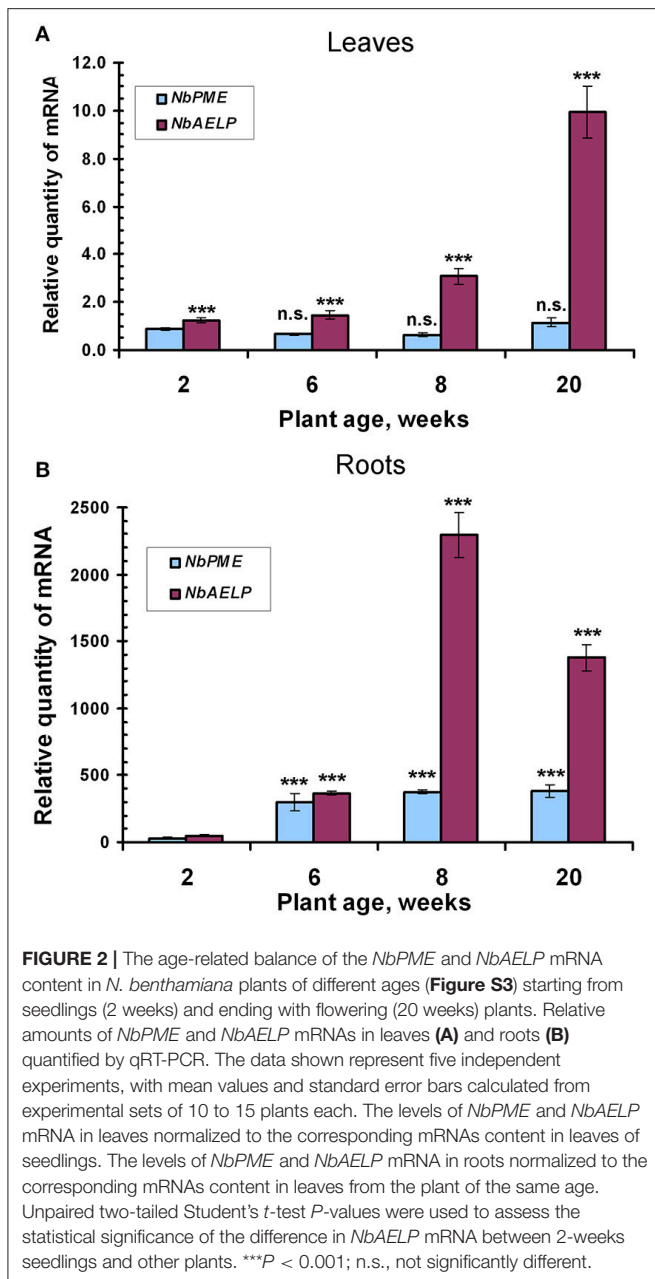 A
Leaves
12.0
10.0
8.0
6.0
4.0
2.0
0.0
Relative quantity of mRNA
NbPME
NbAELP
***
n.s.
***
n.s.
***
n.s.
***
2
6
8
20
Plant age, weeks
B
Roots
2500
2000
1500
1000
500
0
Relative quantity of mRNA
NbPME
NbAELP
***
***
***
***
***
***
2
6
8
20
Plant age, weeks
FIGURE 2 | The age-related balance of the NbPME and NbAELP mRNA
content in N. benthamiana plants of different ages (Figure S3) starting from
seedlings (2 weeks) and ending with flowering (20 weeks) plants. Relative
amounts of NbPME and NbAELP mRNAs in leaves (A) and roots (B)
quantified by qRT-PCR. The data shown represent five independent
experiments, with mean values and standard error bars calculated from
experimental sets of 10 to 15 plants each. The levels of NbPME and NbAELP
mRNA in leaves normalized to the corresponding mRNAs content in leaves of
seedlings. The levels of NbPME and NbAELP mRNA in roots normalized to the
corresponding mRNAs content in leaves from the plant of the same age.
Unpaired two-tailed Student's t-test P-values were used to assess the
statistical significance of the difference in NbAELP mRNA between 2-weeks
seedlings and other plants. ***P < 0.001; n.s., not significantly different.